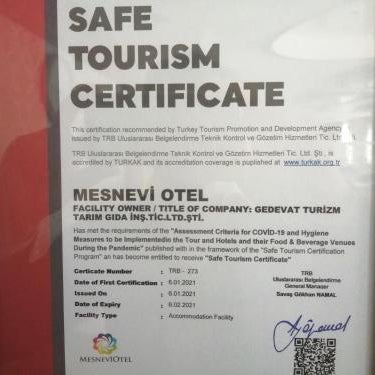 SAFE
TOURISM
CERTIFICATE
This certification recommended by Turkey Tourism Promotion and Development Agency
issued by TRB Uluslararası Belgelendirme Teknik Kontrol ve Gözetim Hizmetleri Tic. Ltd.
TRB Uluslararası Belgelendirme Teknik Kontrol ve Gözetim Hizmetleri Tic. Ltd. Şti., is
accredited by TURKAK and its accreditation coverage is puplished at www.turkak.org.tr
MESNEVİ OTEL
FACILITY OWNER / TITLE OF COMPANY: GEDEVAT TURİZM
TARIM GIDA İNŞ.TİC.LTD.ŞTİ.
Has met the requirements of the "Assessment Criteria for COVİD-19 and Hygiene
Measures to be Implementedie the Tour and Hotels and their Food & Beverage Venues
During the Pandemic" published with in the framework of the "Safe Tourism Certification
Program" an has become entitled to receive "Safe Tourism Certificate"
Certicate Number : TRB - 273
Date of First Certification : 6.01.2021
Issued On : 6.01.2021
Date of Expiry : 6.02.2021
Facility Type : Accommodation Facility
TRB
Uluslararası Belgelendirme
General Manager
Savaş Gökhan NAMAL
MESNEVİOTEL